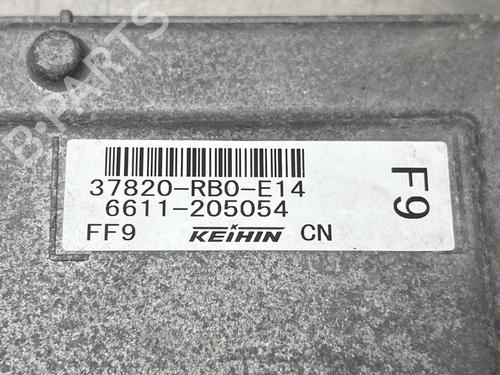 B-PARTS
37820-RB0-E14
6611-205054
FF9 KEIHIN CN
F9